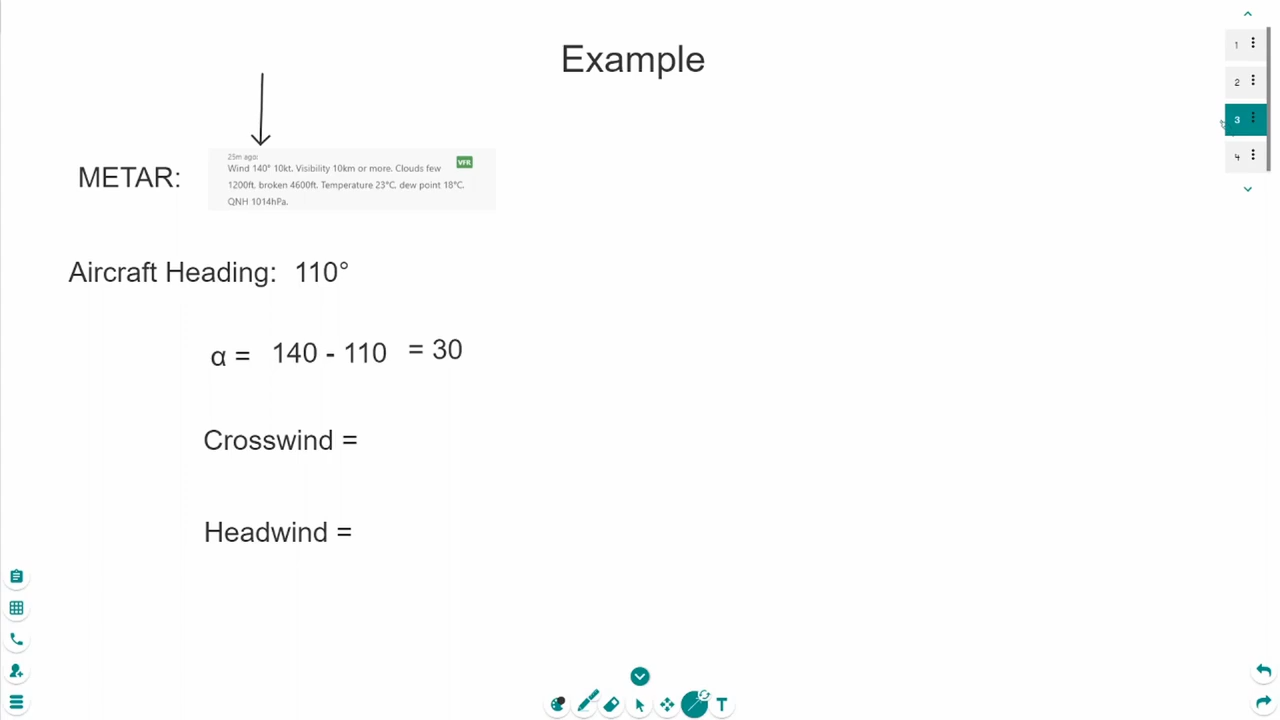 Example
1
2
3
4
METAR:
25m ago:
Wind 140° 10kt. Visibility 10km or more. Clouds few
1200ft, broken 4600ft. Temperature 23°C, dew point 18°C.
QNH 1014hPa.
VFR
Aircraft Heading: 110°
α = 140 - 110 = 30
Crosswind =
Headwind =
T